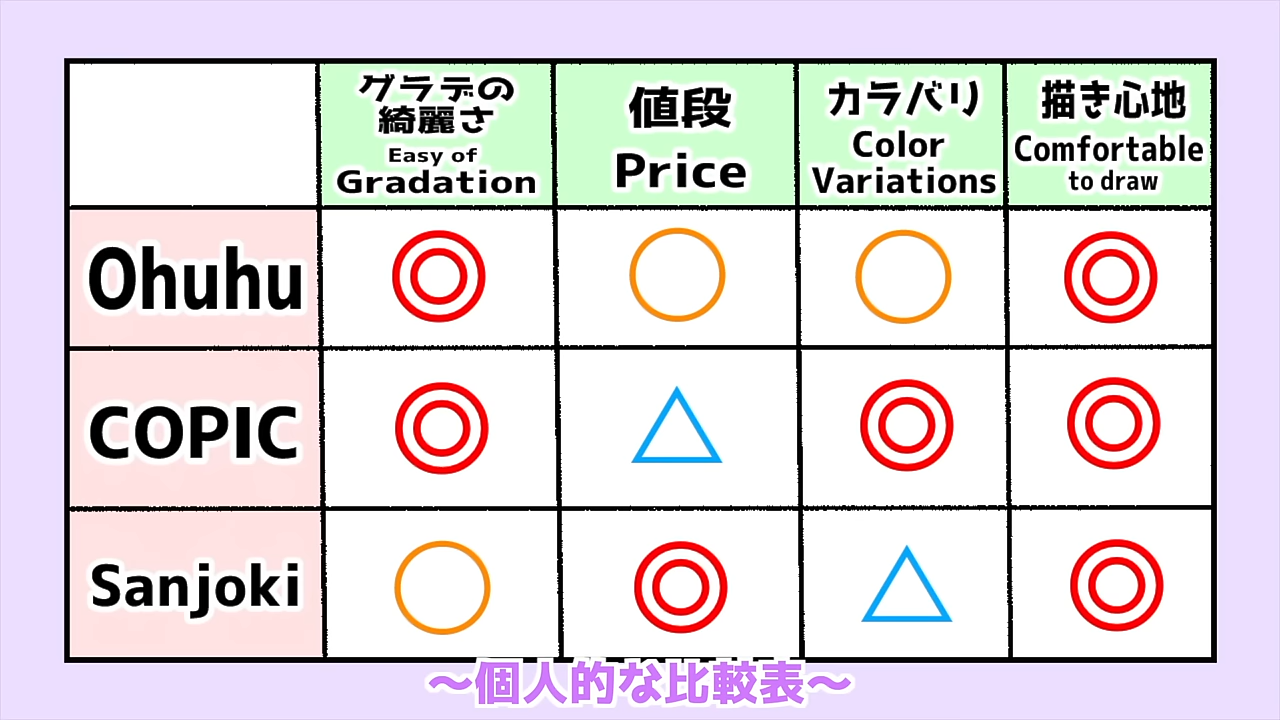 グラデの
綺麗さ
Easy of
Gradation
値段
Price
カラバリ
Color
Variations
描き心地
Comfortable
to draw
Ohuhu
COPIC
Sanjoki
～個人的な比較表～